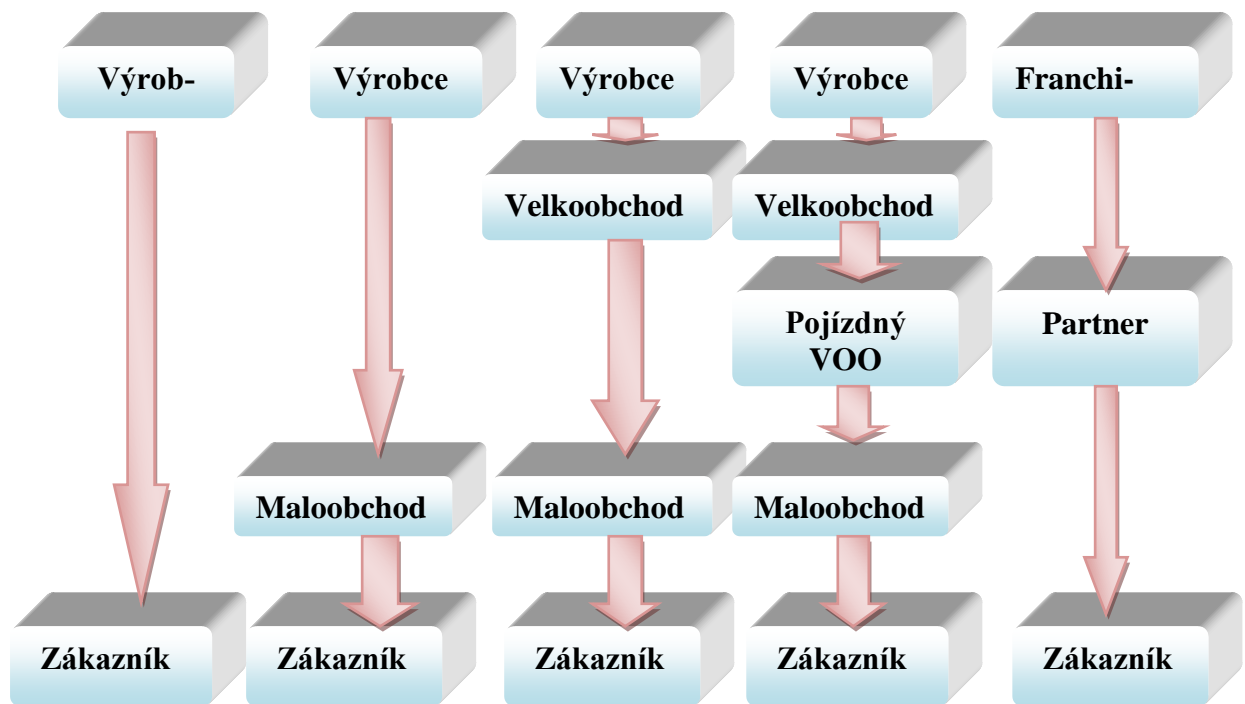 Výrob-
Výrobce
Výrobce
Výrobce
Franchi-
Velkoobchod
Velkoobchod
Pojízdný
VOO
Partner
Maloobchod
Maloobchod
Maloobchod
Zákazník
Zákazník
Zákazník
Zákazník
Zákazník